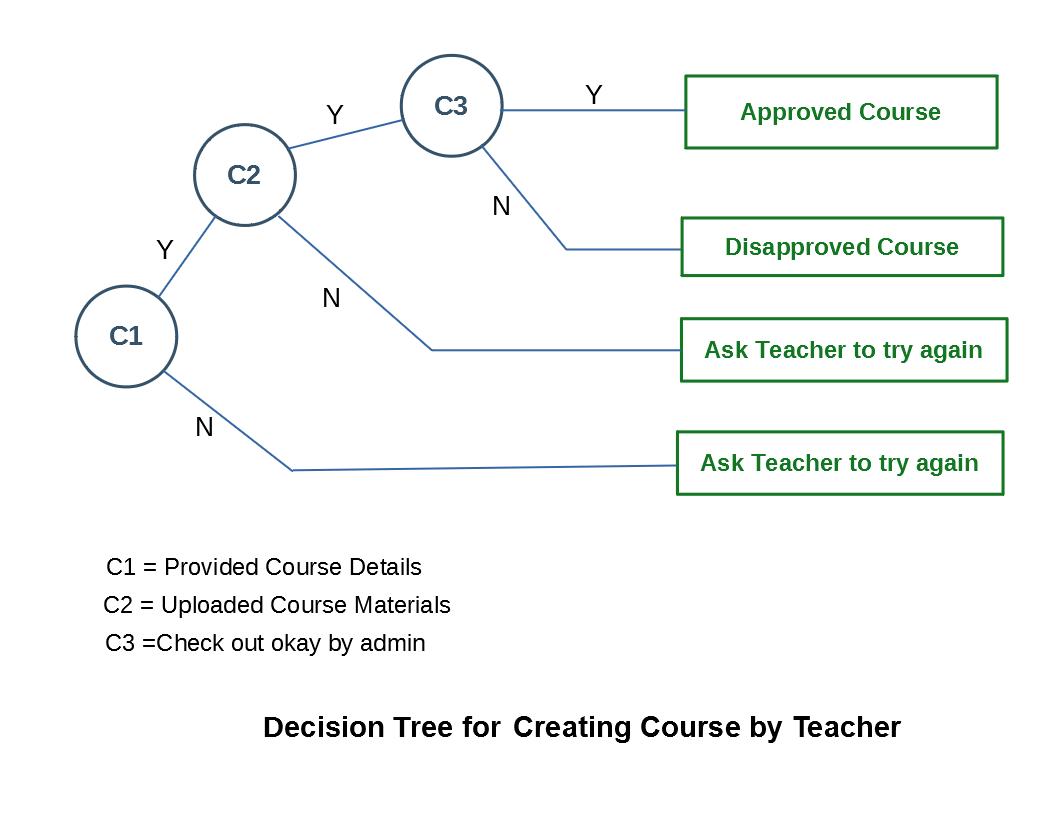 C3
Y
Approved Course
Y
C2
N
Disapproved Course
Y
N
C1
Ask Teacher to try again
N
Ask Teacher to try again
C1 = Provided Course Details
C2 = Uploaded Course Materials
C3 =Check out okay by admin
Decision Tree for Creating Course by Teacher